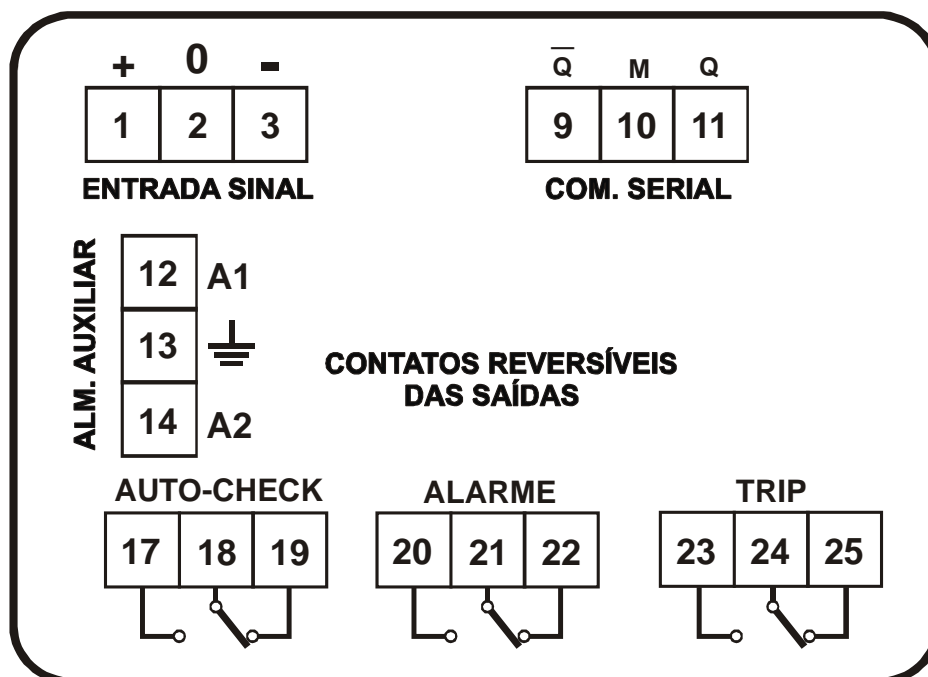 + 0 -
1 2 3
ENTRADA SINAL
Q̅ M Q
9 10 11
COM. SERIAL
ALM. AUXILIAR
12 A1
13
14 A2
CONTATOS REVERSÍVEIS
DAS SAÍDAS
AUTO-CHECK
17 18 19
ALARME
20 21 22
TRIP
23 24 25